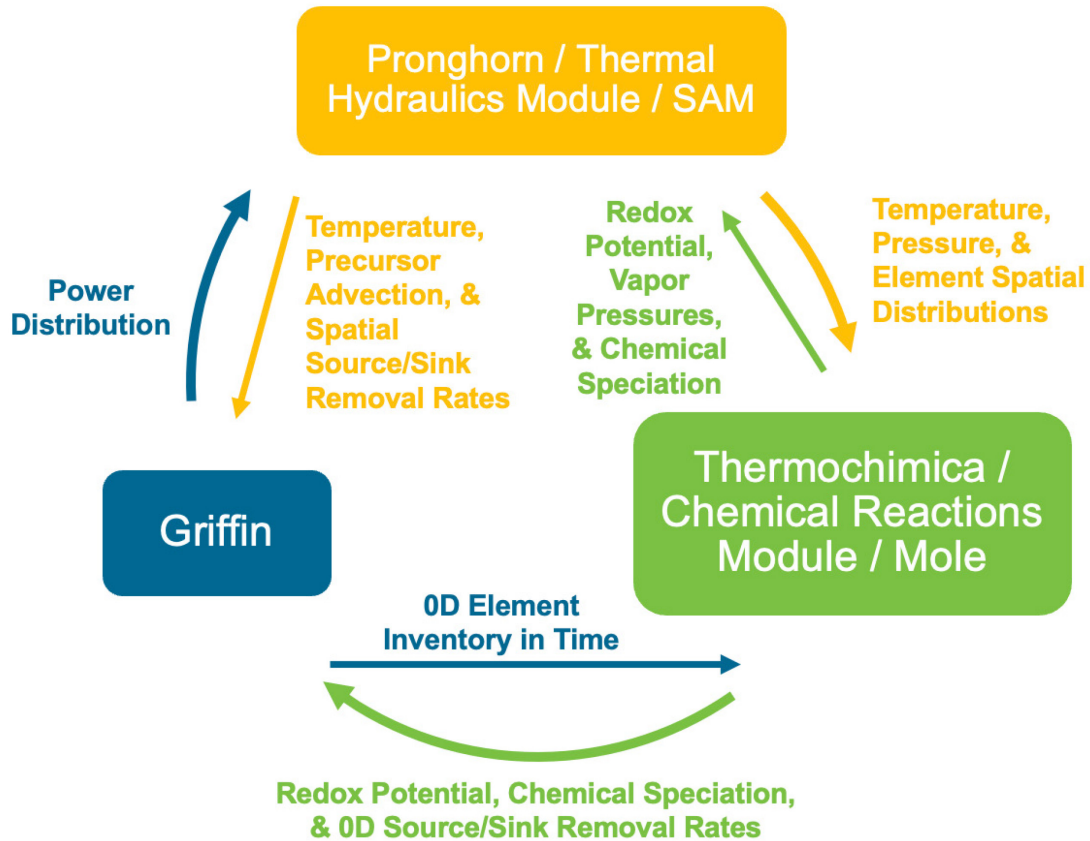 Pronghorn / Thermal
Hydraulics Module / SAM
Power
Distribution
Temperature,
Precursor
Advection, &
Spatial
Source/Sink
Removal Rates
Redox
Potential,
Vapor
Pressures,
& Chemical
Speciation
Temperature,
Pressure, &
Element Spatial
Distributions
Griffin
Thermochimica /
Chemical Reactions
Module / Mole
0D Element
Inventory in Time
Redox Potential, Chemical Speciation,
& 0D Source/Sink Removal Rates